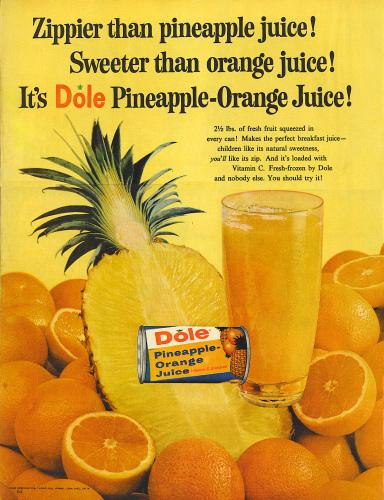 Zippier than pineapple juice!
Sweeter than orange juice!
It's Dole Pineapple-Orange Juice!
2½ lbs. of fresh fruit squeezed in
every can! Makes the perfect breakfast juice—
children like its natural sweetness,
you'll like its zip. And it's loaded with
Vitamin C. Fresh-frozen by Dole
and nobody else. You should try it!
Dole
Pineapple-
Orange
Juice